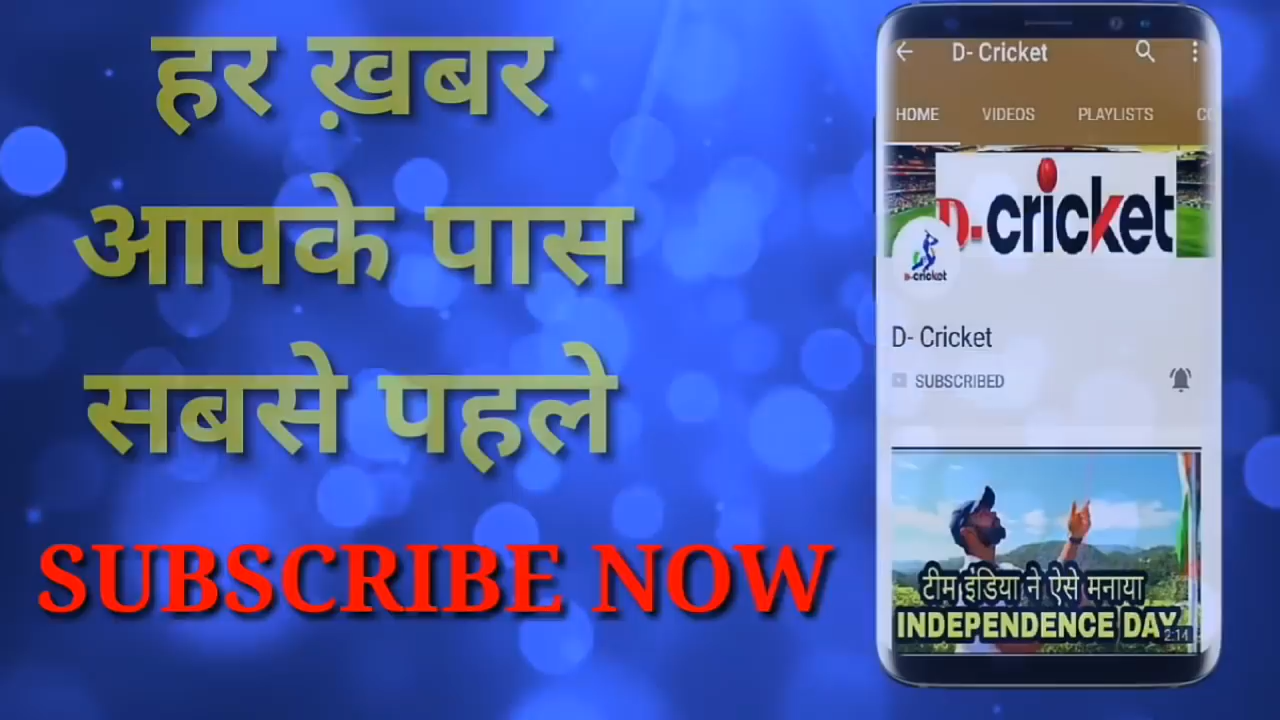 हर ख़बर
आपके पास
सबसे पहले
SUBSCRIBE NOW
D- Cricket
HOME VIDEOS PLAYLISTS
D-cricket
D-cricket
D- Cricket
SUBSCRIBED
टीम इंडिया ने ऐसे मनाया
INDEPENDENCE DAY
2:14